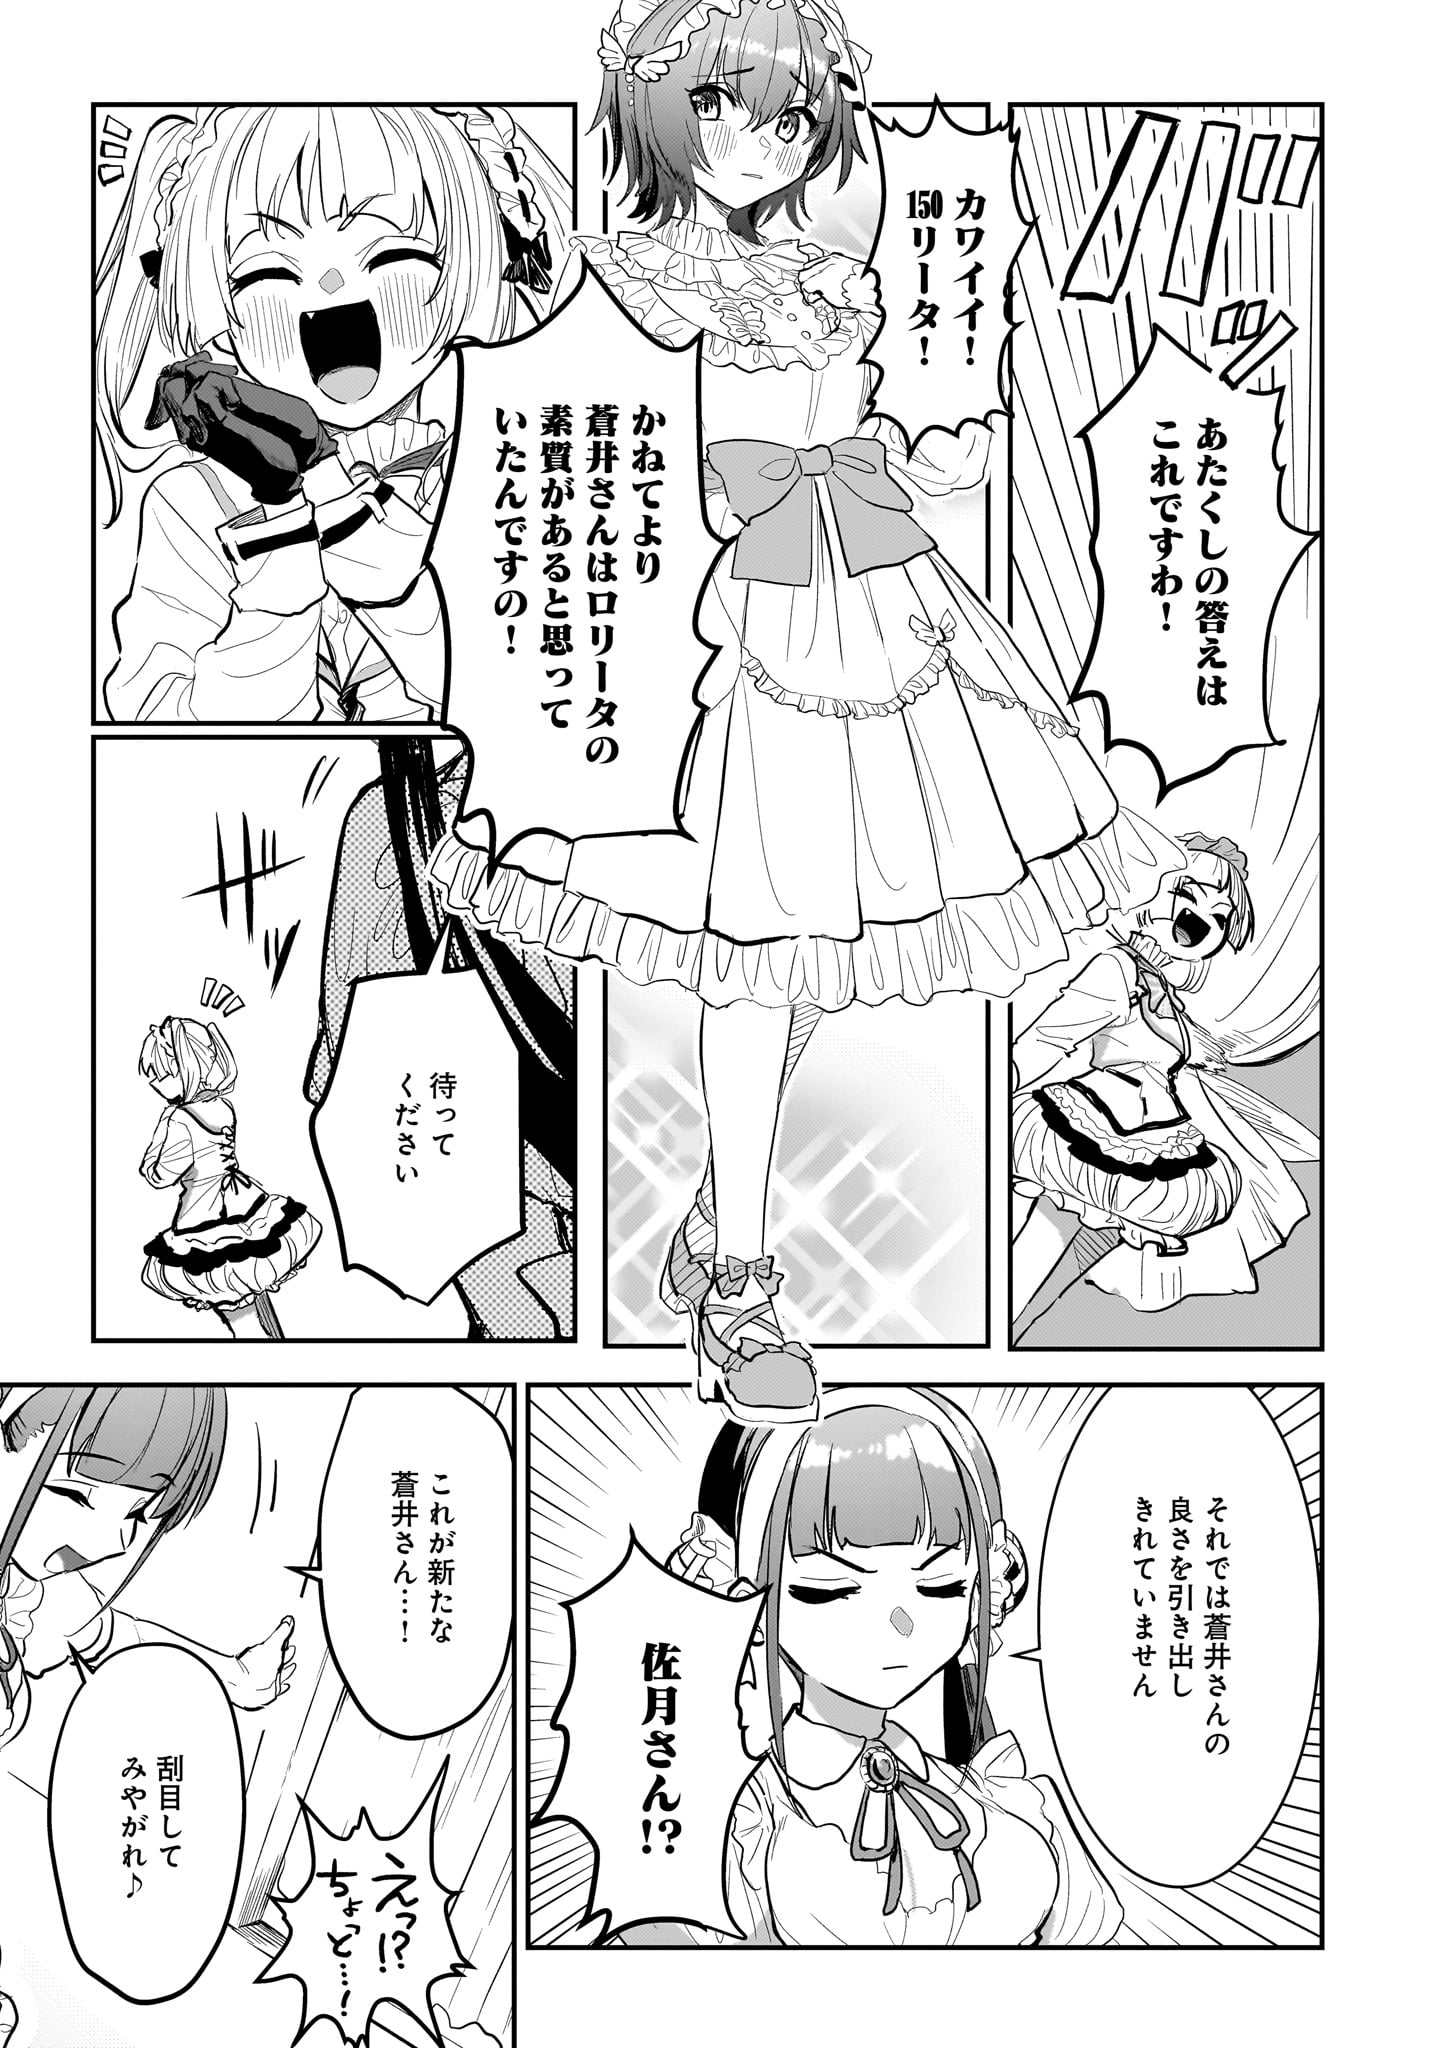 バババッ
あたくしの答えは
これですわ！
カワイイ！
150
リータ！
かねてより
蒼井さんはロリータの
素質があると思って
いたんですの！
待って
ください
それでは蒼井さんの
良さを引き出し
きれていません
佐月さん!?
これが新たな
蒼井さん…！
えっ!?
ちょっと…！
刮目して
みやがれ♪